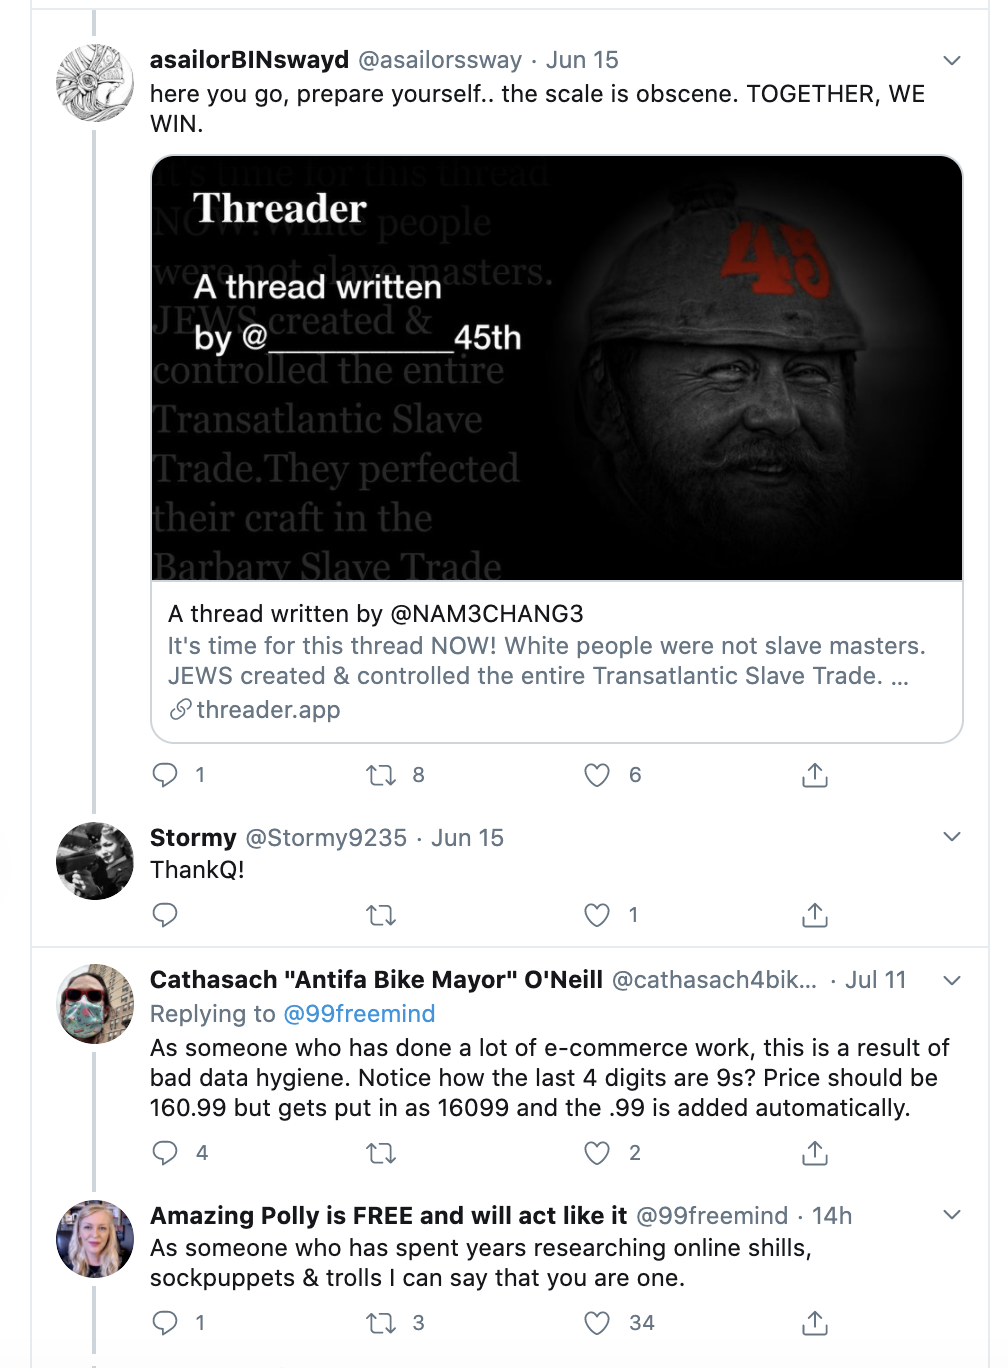 asailorBINswayd @asailorssway · Jun 15
here you go, prepare yourself.. the scale is obscene. TOGETHER, WE
WIN.
It's time for this thread
Threader
NOW! White people
were not slave masters.
A thread written
JEWS created &
by @___________45th
controlled the entire
Transatlantic Slave
Trade.They perfected
their craft in the
Barbary Slave Trade
45
A thread written by @NAM3CHANG3
It's time for this thread NOW! White people were not slave masters.
JEWS created & controlled the entire Transatlantic Slave Trade. ...
threader.app
1 8 6
Stormy @Stormy9235 · Jun 15
ThankQ!
1
Cathasach "Antifa Bike Mayor" O'Neill @cathasach4bik... · Jul 11
Replying to @99freemind
As someone who has done a lot of e-commerce work, this is a result of
bad data hygiene. Notice how the last 4 digits are 9s? Price should be
160.99 but gets put in as 16099 and the .99 is added automatically.
4 2
Amazing Polly is FREE and will act like it @99freemind · 14h
As someone who has spent years researching online shills,
sockpuppets & trolls I can say that you are one.
1 3 34